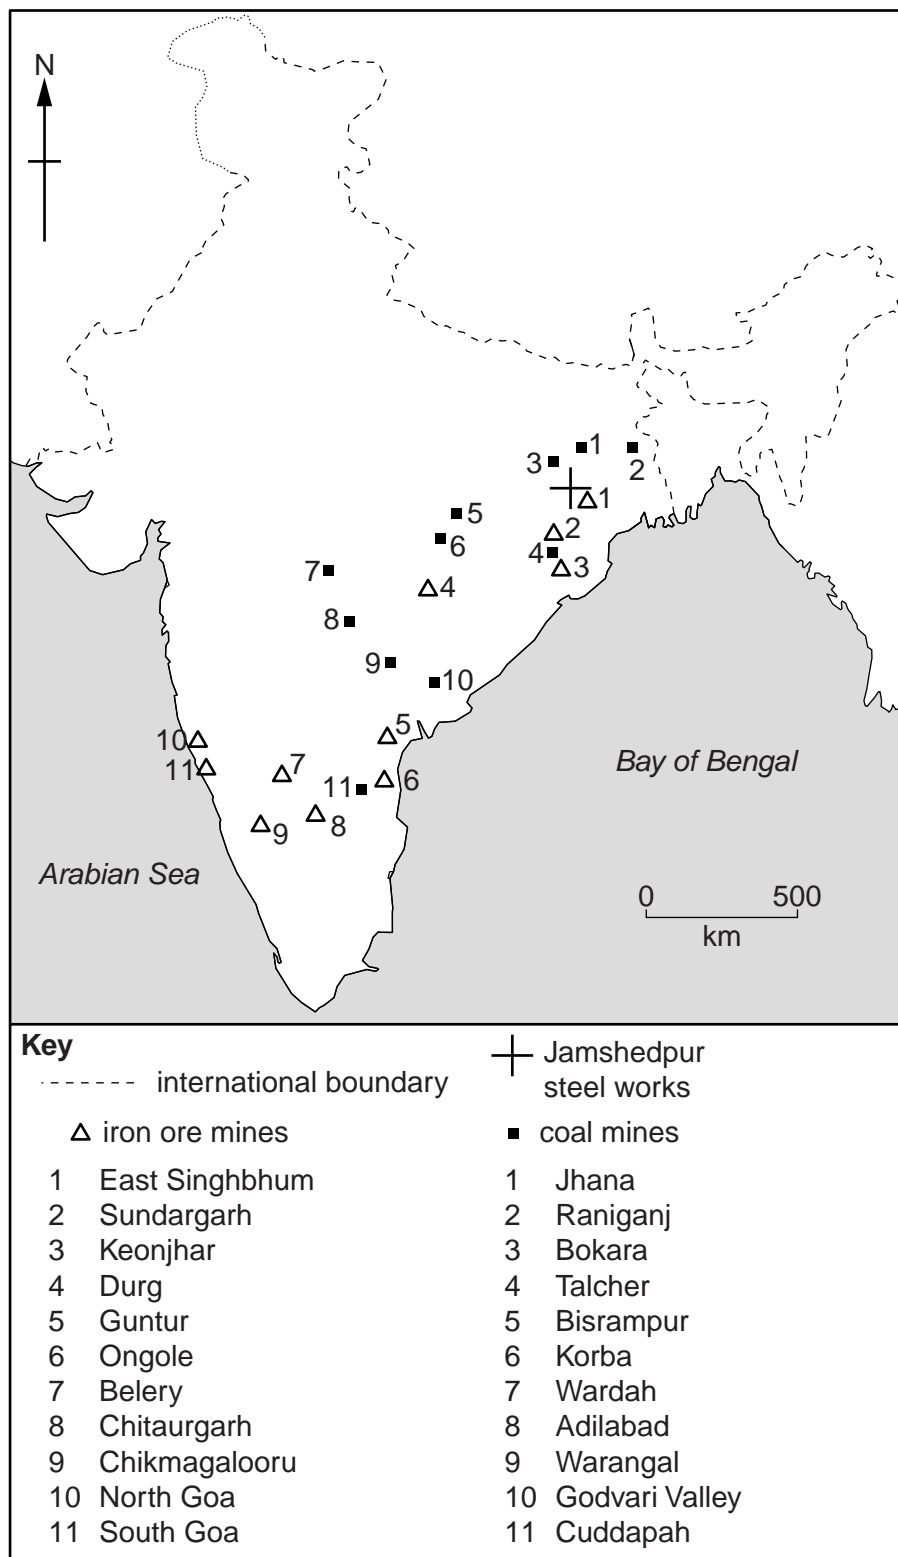 N
1
2
3
1
5
2
6
4
3
7
4
8
9
10
5
10
7
11
11
6
8
9
Bay of Bengal
Arabian Sea
0 500
km
Key
international boundary
Jamshedpur
steel works
iron ore mines
coal mines
1 East Singhbhum
2 Sundargarh
3 Keonjhar
4 Durg
5 Guntur
6 Ongole
7 Belery
8 Chitaurgarh
9 Chikmagalooru
10 North Goa
11 South Goa
1 Jhana
2 Raniganj
3 Bokara
4 Talcher
5 Bisrampur
6 Korba
7 Wardah
8 Adilabad
9 Warangal
10 Godvari Valley
11 Cuddapah